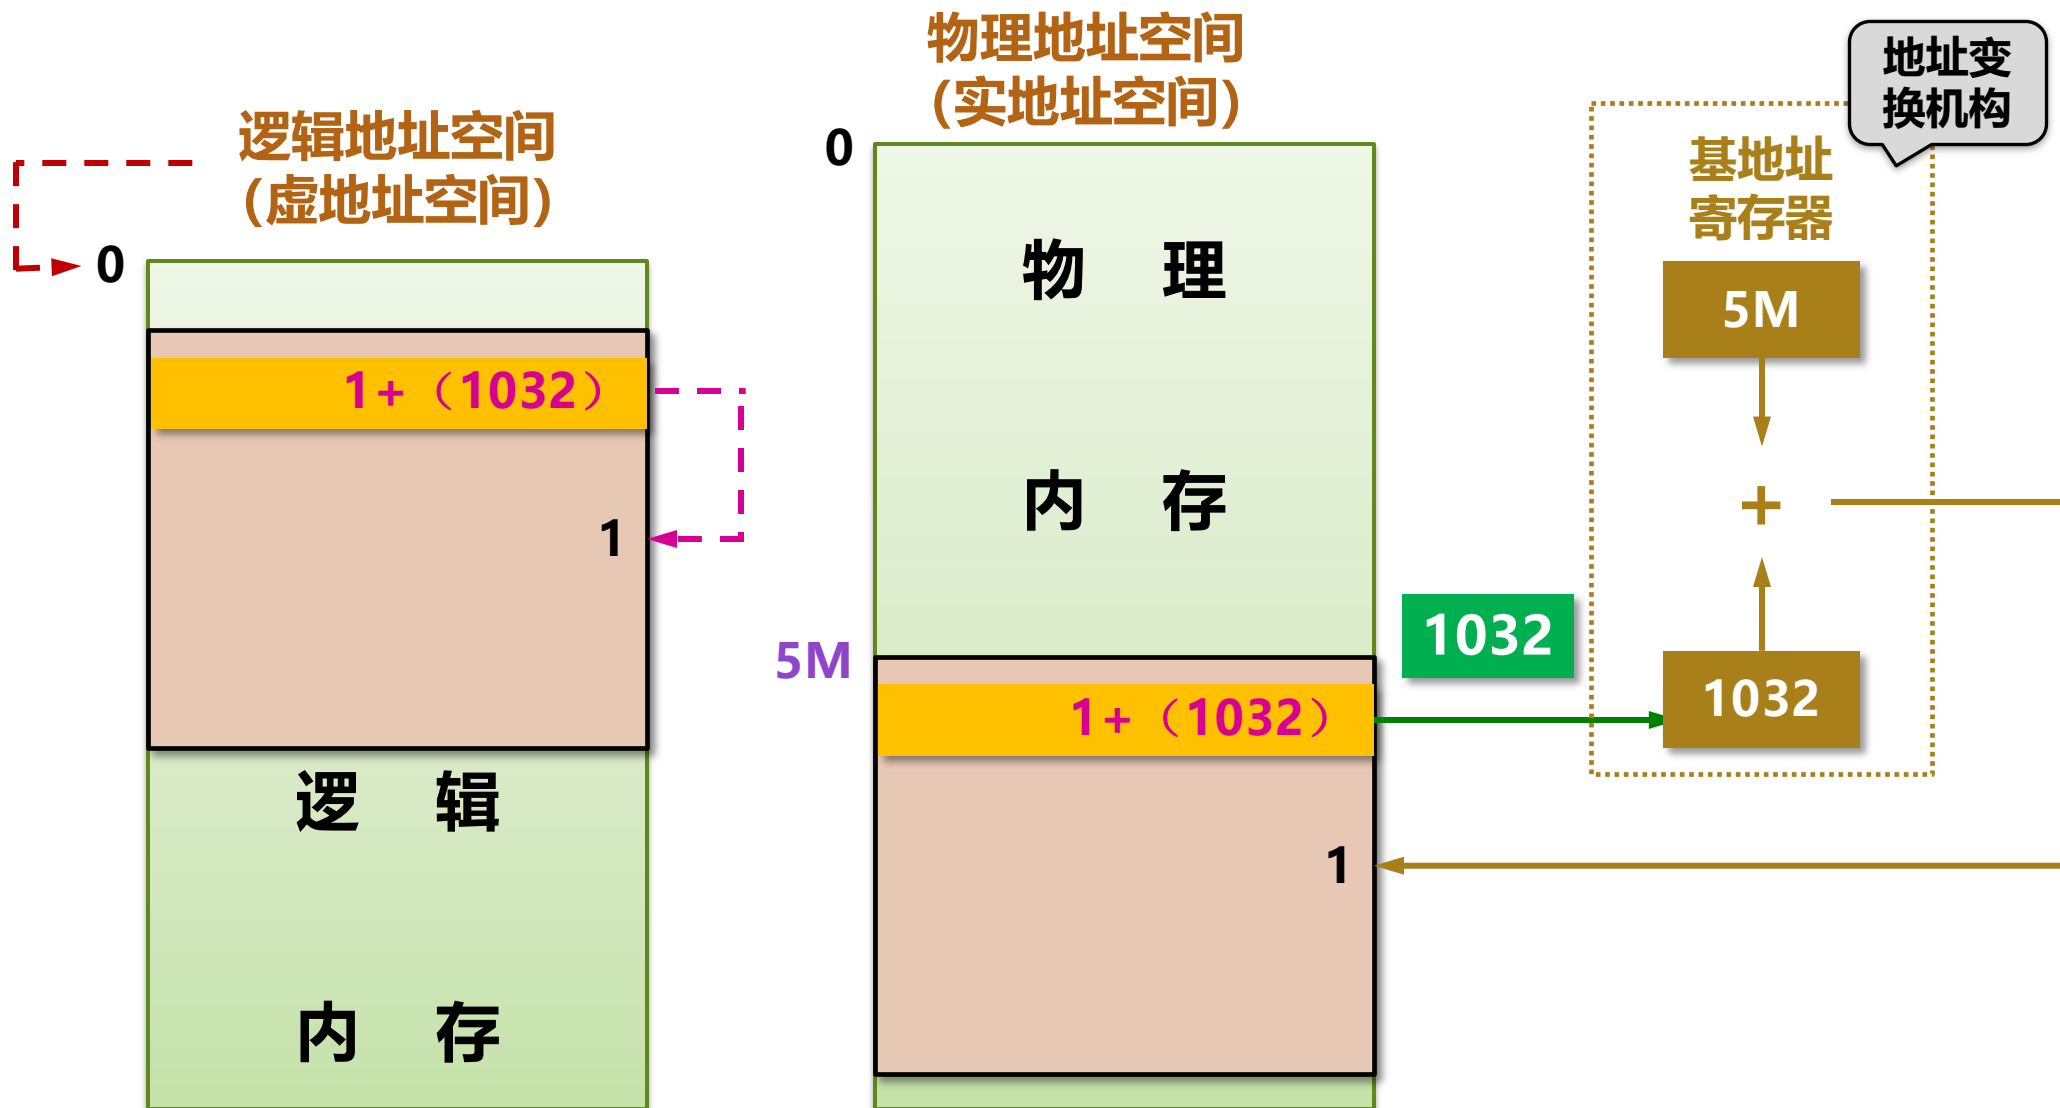 逻辑地址空间
(虚地址空间)
0
1+（1032）
1
逻 辑
内 存
物理地址空间
(实地址空间)
0
物 理
内 存
5M
1+（1032）
1
1032
地址变
换机构
基地址
寄存器
5M
+
1032